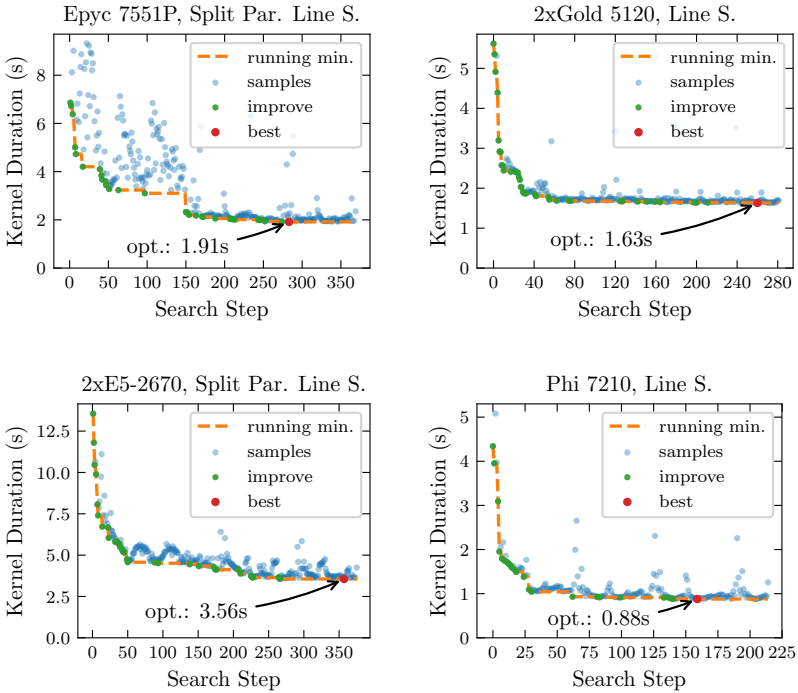 Epyc 7551P, Split Par. Line S.
Kernel Duration (s)
8
6
4
2
0
running min.
samples
improve
best
opt.: 1.91s
0 50 100 150 200 250 300 350
Search Step
2xGold 5120, Line S.
Kernel Duration (s)
5
4
3
2
1
0
running min.
samples
improve
best
opt.: 1.63s
0 40 80 120 160 200 240 280
Search Step
2xE5-2670, Split Par. Line S.
Kernel Duration (s)
12.5
10.0
7.5
5.0
2.5
0.0
running min.
samples
improve
best
opt.: 3.56s
0 50 100 150 200 250 300 350
Search Step
Phi 7210, Line S.
Kernel Duration (s)
5
4
3
2
1
0
running min.
samples
improve
best
opt.: 0.88s
0 25 50 75 100 125 150 175 200 225
Search Step